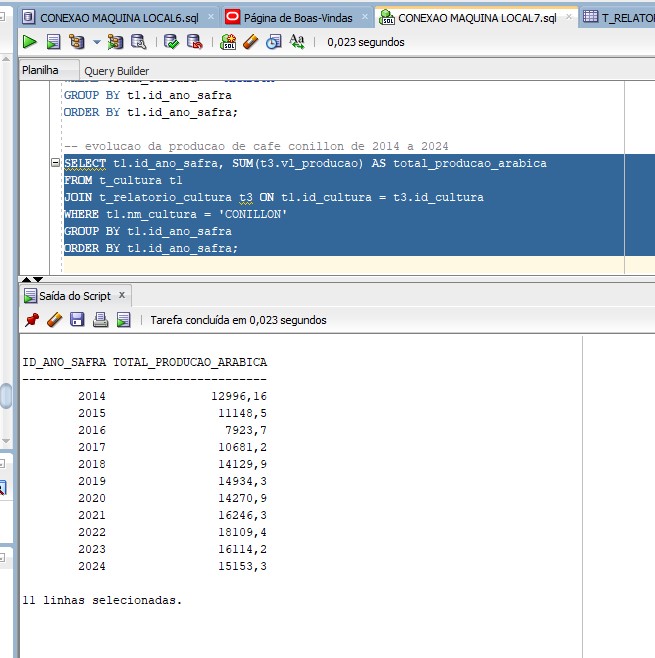 CONEXAO MAQUINA LOCAL6.sql Página de Boas-Vindas CONEXAO MAQUINA LOCAL7.sql T_RELATOR
0,023 segundos
Planilha Query Builder
GROUP BY t1.id_ano_safra
ORDER BY t1.id_ano_safra;
-- evolucao da producao de cafe conillon de 2014 a 2024
SELECT t1.id_ano_safra, SUM(t3.vl_producao) AS total_producao_arabica
FROM t_cultura t1
JOIN t_relatorio_cultura t3 ON t1.id_cultura = t3.id_cultura
WHERE t1.nm_cultura = 'CONILLON'
GROUP BY t1.id_ano_safra
ORDER BY t1.id_ano_safra;
Saída do Script x
Tarefa concluída em 0,023 segundos
ID_ANO_SAFRA TOTAL_PRODUCAO_ARABICA
------------ ----------------------
2014 12996,16
2015 11148,5
2016 7923,7
2017 10681,2
2018 14129,9
2019 14934,3
2020 14270,9
2021 16246,3
2022 18109,4
2023 16114,2
2024 15153,3
11 linhas selecionadas.